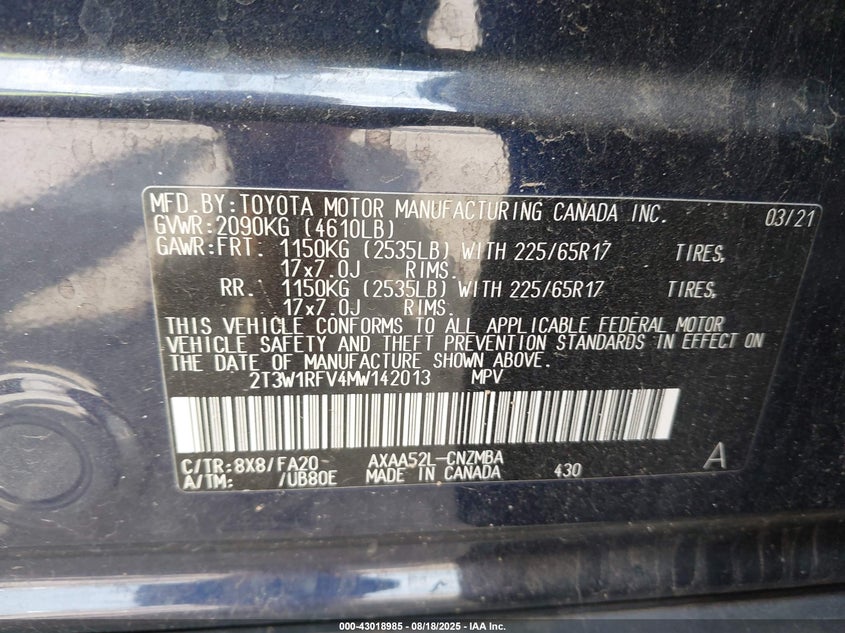 MFD.BY:TOYOTA MOTOR MANUFACTURING CANADA INC. 03/21
GVWR:2090KG (4610LB)
GAWR:FRT. 1150KG (2535LB) WITH 225/65R17 TIRES,
17x7.0J RIMS.
RR. 1150KG (2535LB) WITH 225/65R17 TIRES,
17x7.0J RIMS.
THIS VEHICLE CONFORMS TO ALL APPLICABLE FEDERAL MOTOR
VEHICLE SAFETY AND THEFT PREVENTION STANDARDS IN EFFECT ON
THE DATE OF MANUFACTURE SHOWN ABOVE.
2T3W1RFV4MW142013 MPV
C/TR:8X8/FA20 AXAA52L-CNZMBA A
A/TM: /UB80E MADE IN CANADA 430
000-43018985 - 08/18/2025 - IAA Inc.